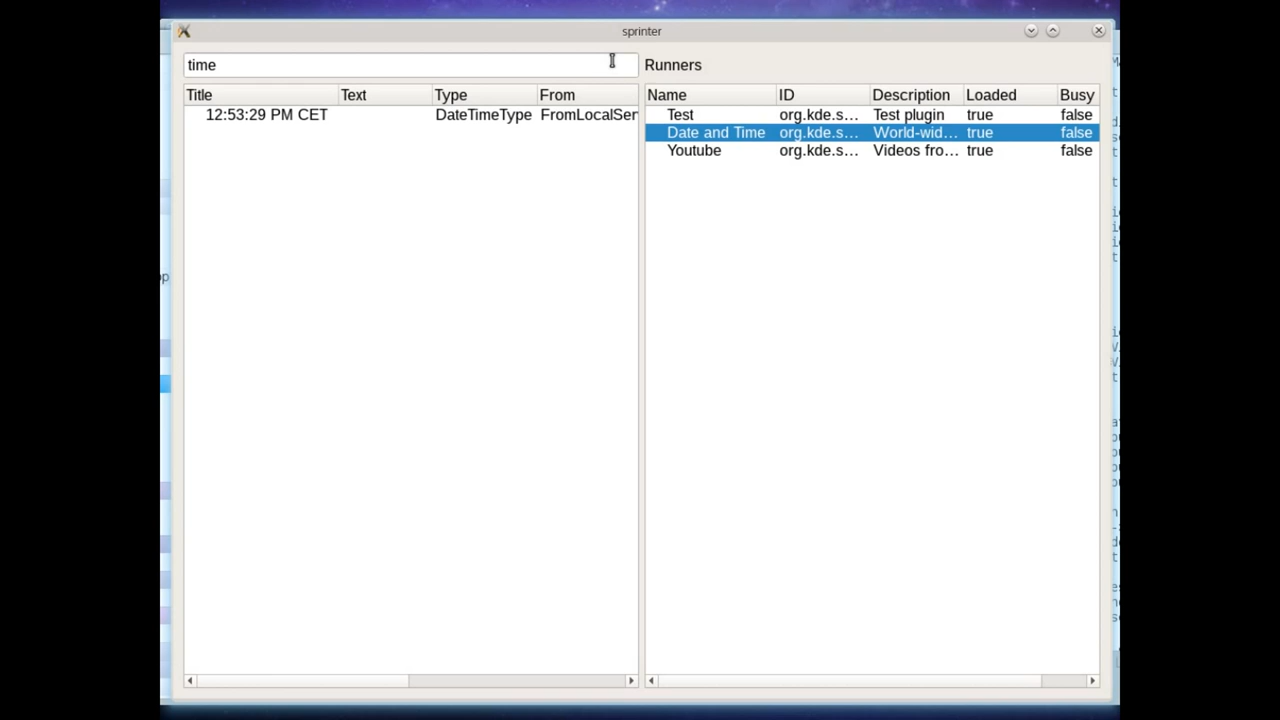 sprinter
time
Runners
Title Text Type From
12:53:29 PM CET DateTimeType FromLocalSer
Name ID Description Loaded Busy
Test org.kde.s... Test plugin true false
Date and Time org.kde.s... World-wid... true false
Youtube org.kde.s... Videos fro... true false